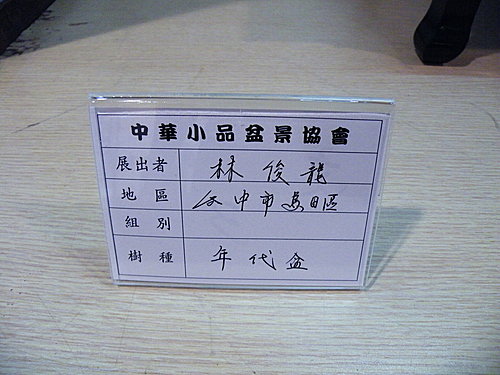 中華小品盆景協會
展出者 林俊龍
地區 台中市烏日區
組別
樹種 年代盆